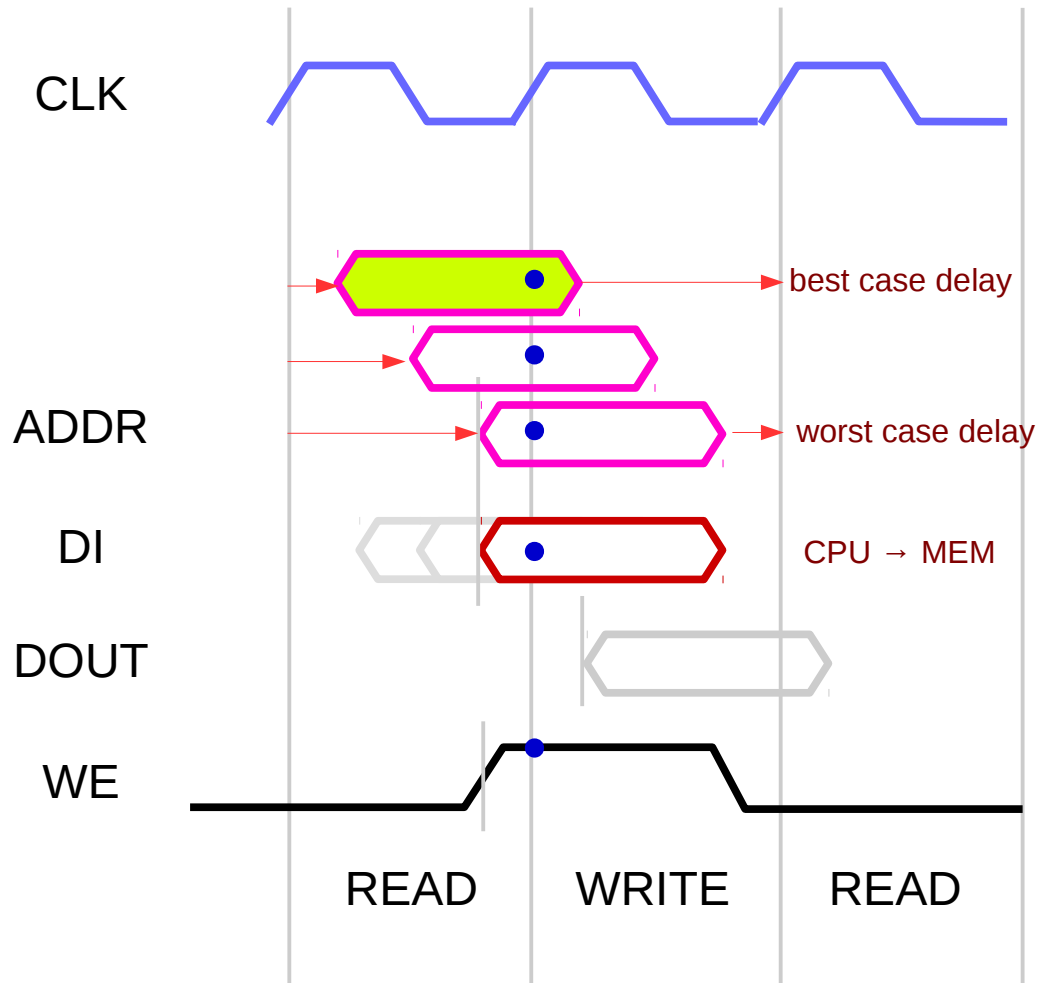 CLK
best case delay
ADDR
worst case delay
DI
CPU → MEM
DOUT
WE
READ WRITE READ